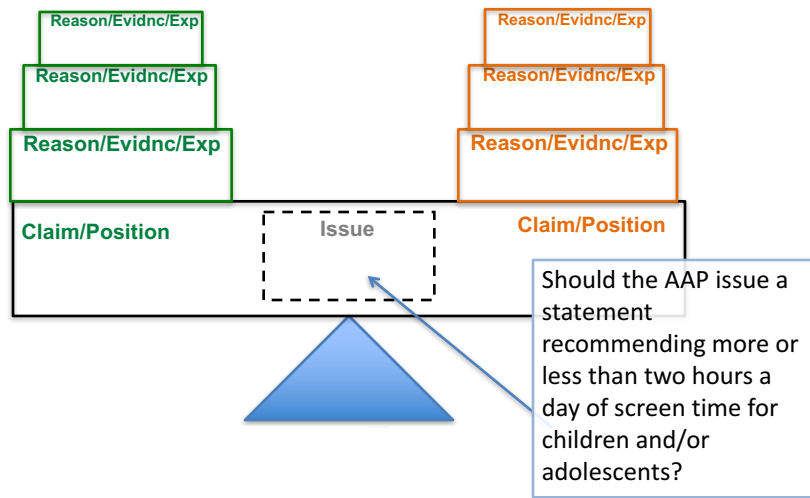 Reason/Evidnc/Exp
Reason/Evidnc/Exp
Reason/Evidnc/Exp
Reason/Evidnc/Exp
Reason/Evidnc/Exp
Reason/Evidnc/Exp
Claim/Position
Issue
Claim/Position
Should the AAP issue a
statement
recommending more or
less than two hours a
day of screen time for
children and/or
adolescents?